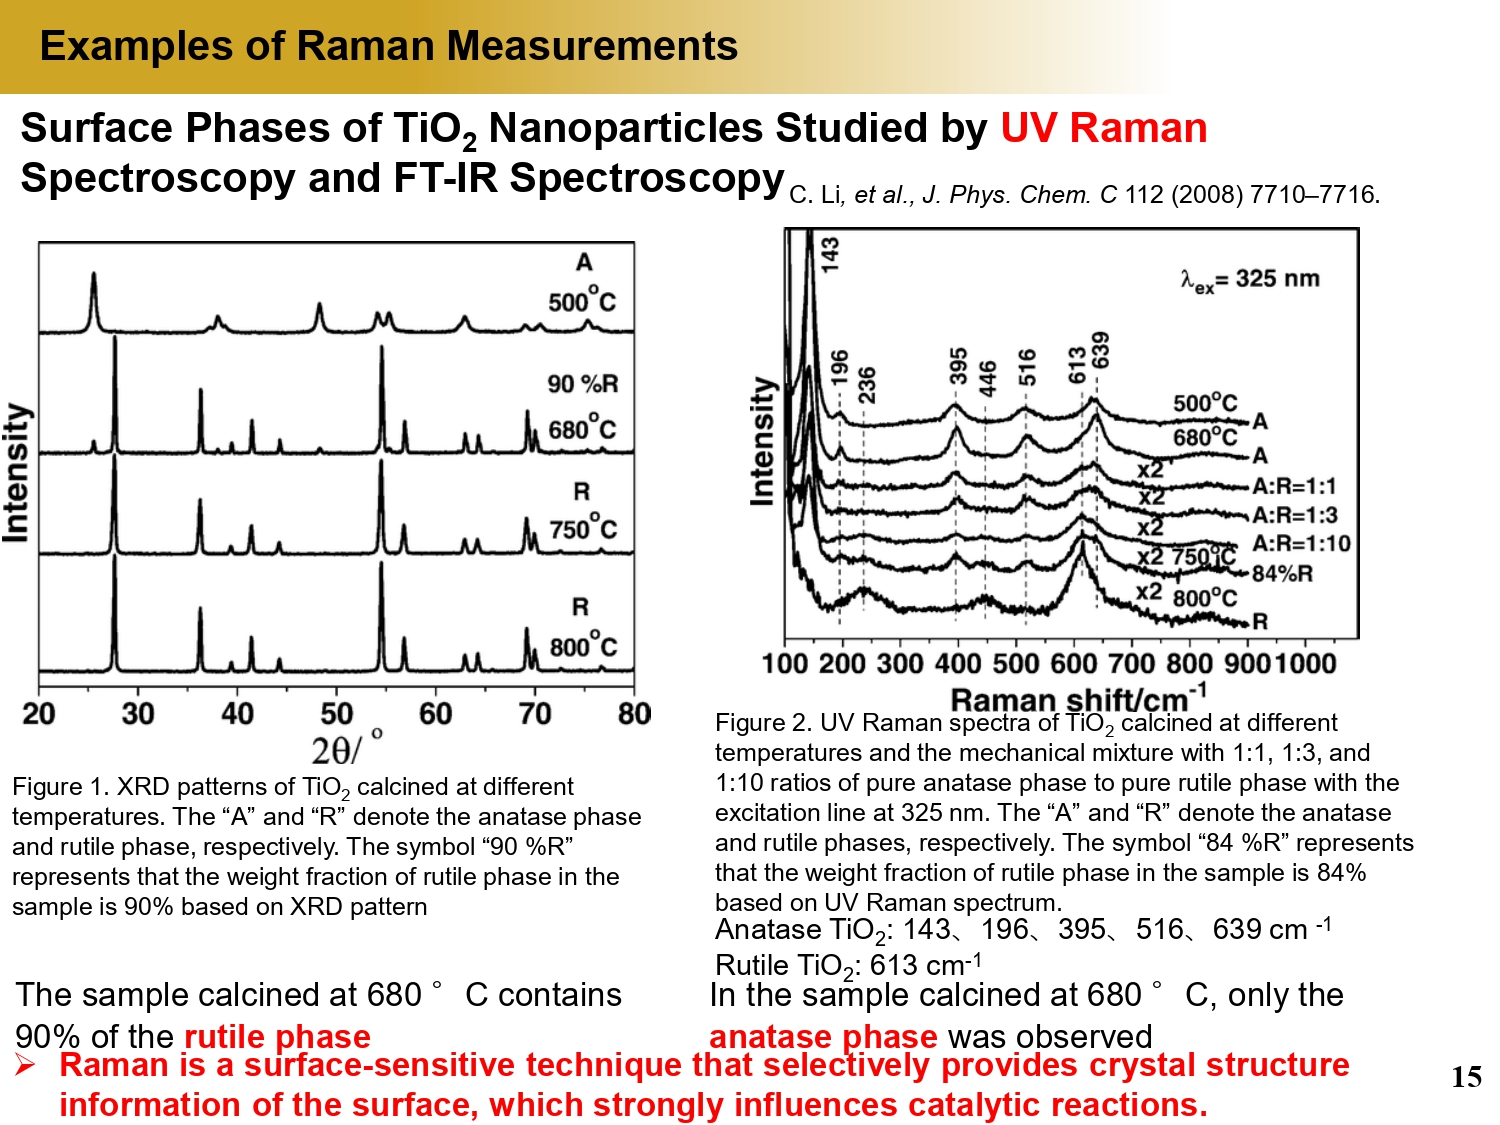 Examples of Raman Measurements
Surface Phases of TiO2 Nanoparticles Studied by UV Raman
Spectroscopy and FT-IR Spectroscopy C. Li, et al., J. Phys. Chem. C 112 (2008) 7710–7716.
A
500°C
90 %R
680°C
R
750°C
R
800°C
Intensity
20 30 40 50 60 70 80
2θ/ °
Figure 1. XRD patterns of TiO2 calcined at different
temperatures. The “A” and “R” denote the anatase phase
and rutile phase, respectively. The symbol “90 %R”
represents that the weight fraction of rutile phase in the
sample is 90% based on XRD pattern
The sample calcined at 680 ° C contains
90% of the rutile phase
143
λex= 325 nm
196
236
395
446
516
613
639
500°C
A
680°C
A
x2
A:R=1:1
x2
A:R=1:3
x2
A:R=1:10
x2 750°C
84%R
x2 800°C
R
Intensity
100 200 300 400 500 600 700 800 900 1000
Raman shift/cm-1
Figure 2. UV Raman spectra of TiO2 calcined at different
temperatures and the mechanical mixture with 1:1, 1:3, and
1:10 ratios of pure anatase phase to pure rutile phase with the
excitation line at 325 nm. The “A” and “R” denote the anatase
and rutile phases, respectively. The symbol “84 %R” represents
that the weight fraction of rutile phase in the sample is 84%
based on UV Raman spectrum.
Anatase TiO2: 143、196、395、516、639 cm -1
Rutile TiO2: 613 cm-1
In the sample calcined at 680 ° C, only the
anatase phase was observed
➢ Raman is a surface-sensitive technique that selectively provides crystal structure
information of the surface, which strongly influences catalytic reactions.
15